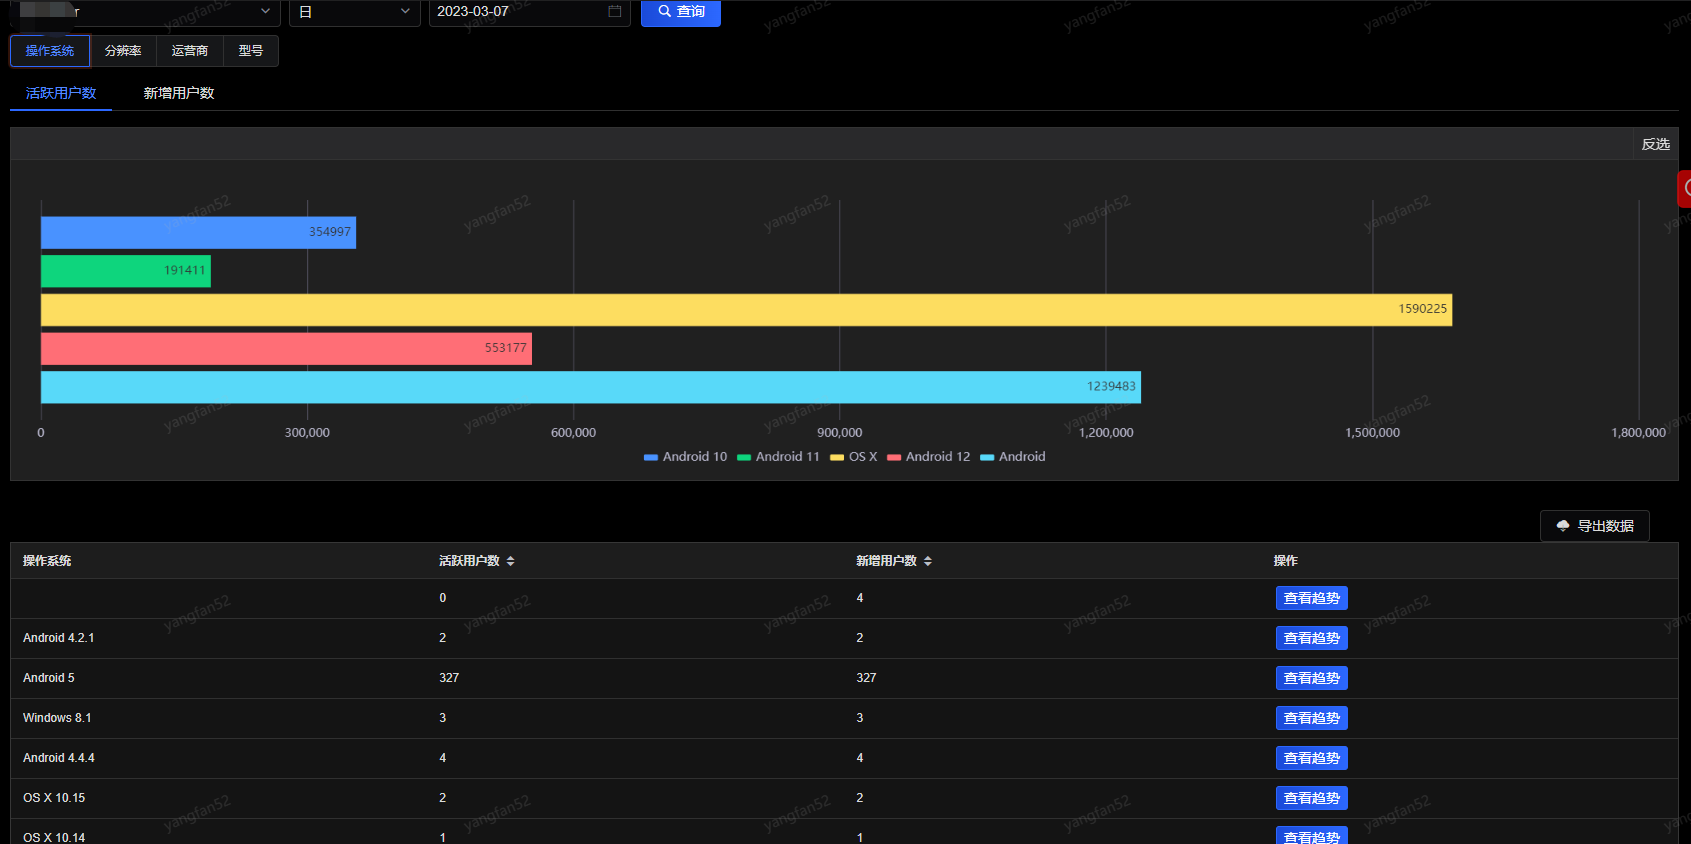 r 日 2023-03-07 查询
操作系统 分辨率 运营商 型号
活跃用户数 新增用户数
反选
354997
191411
1590225
553177
1239483
0 300,000 600,000 900,000 1,200,000 1,500,000 1,800,000
Android 10 Android 11 OS X Android 12 Android
导出数据
操作系统 活跃用户数 新增用户数 操作
0 4 查看趋势
Android 4.2.1 2 2 查看趋势
Android 5 327 327 查看趋势
Windows 8.1 3 3 查看趋势
Android 4.4.4 4 4 查看趋势
OS X 10.15 2 2 查看趋势
OS X 10.14 1 1 查看趋势
yangfan52